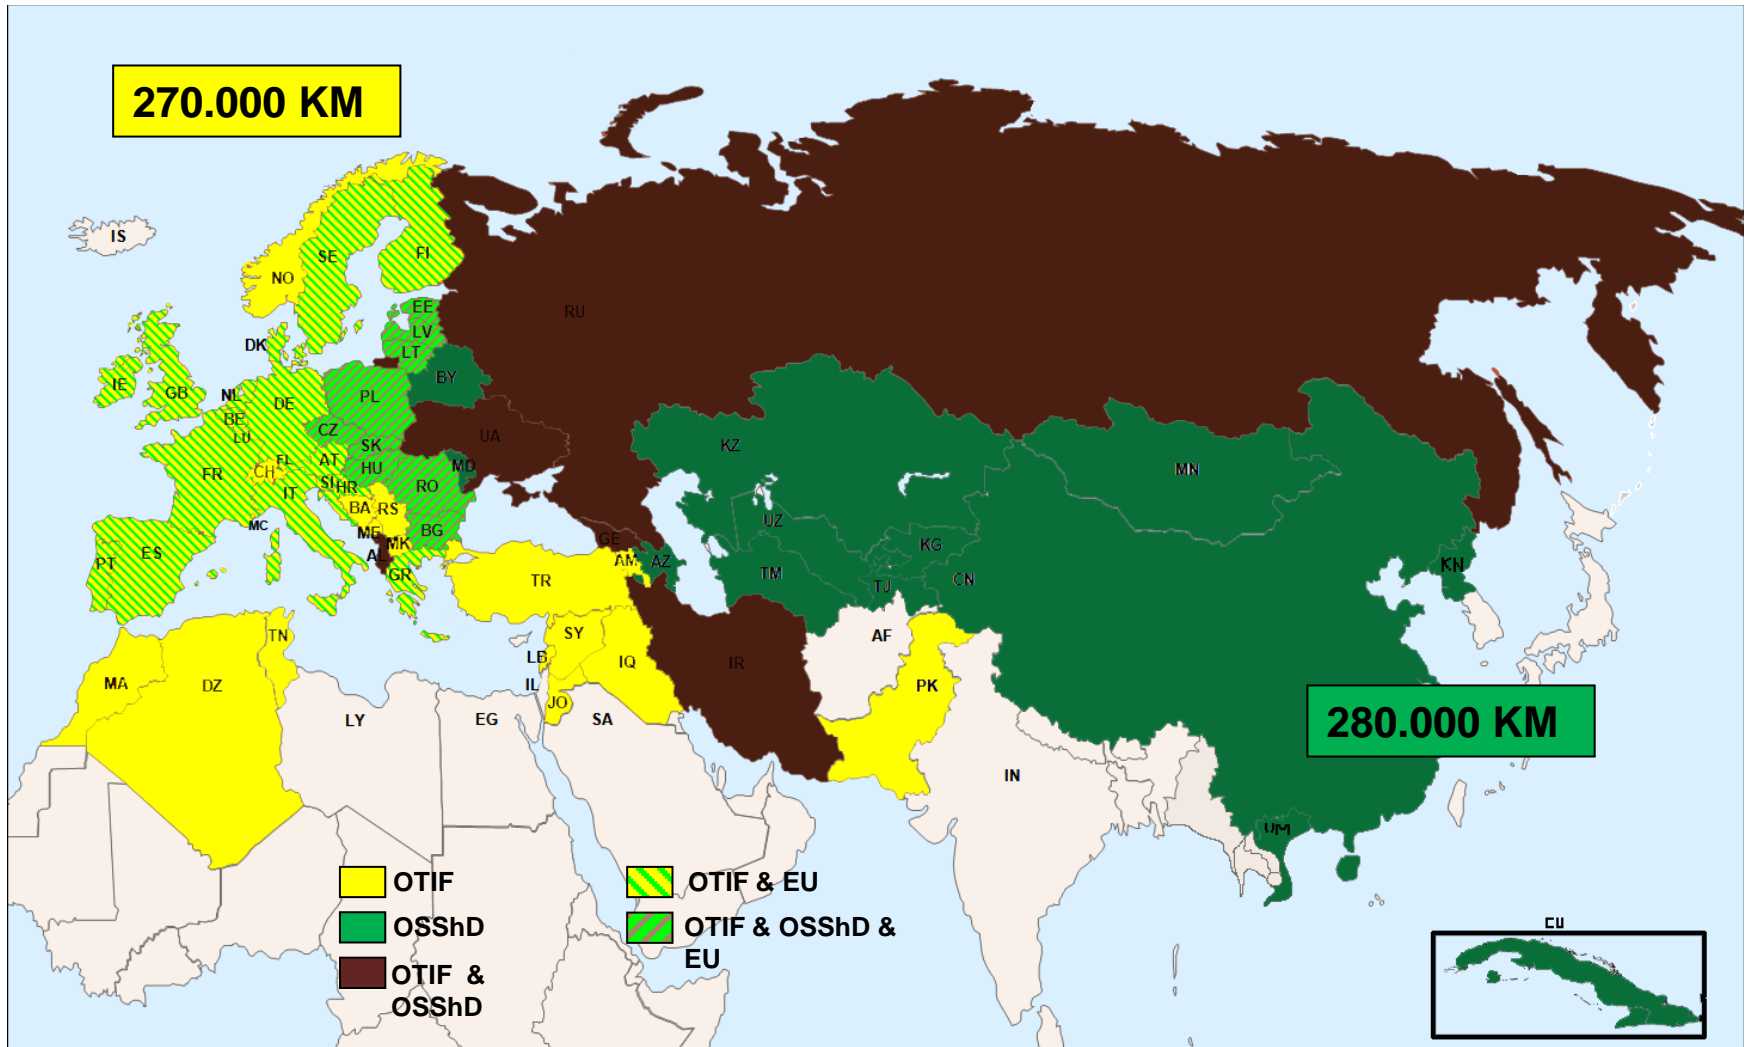 270.000 KM
IS
NO
SE
FI
RU
EE
LV
LT
DK
IE
GB
NL
BE
LU
DE
PL
BY
CZ
SK
UA
KZ
MN
FR
CH
FL
AT
HU
MD
RO
IT
SI
HR
BA
RS
BG
MC
ME
MK
AL
GR
PT
ES
GE
AM
AZ
UZ
KG
TM
TJ
CN
KN
TR
TN
SY
LB
IQ
IL
JO
IR
AF
PK
MA
DZ
LY
EG
SA
IN
280.000 KM
UM
OTIF
OSShD
OTIF &
OSShD
OTIF & EU
OTIF & OSShD &
EU
CU